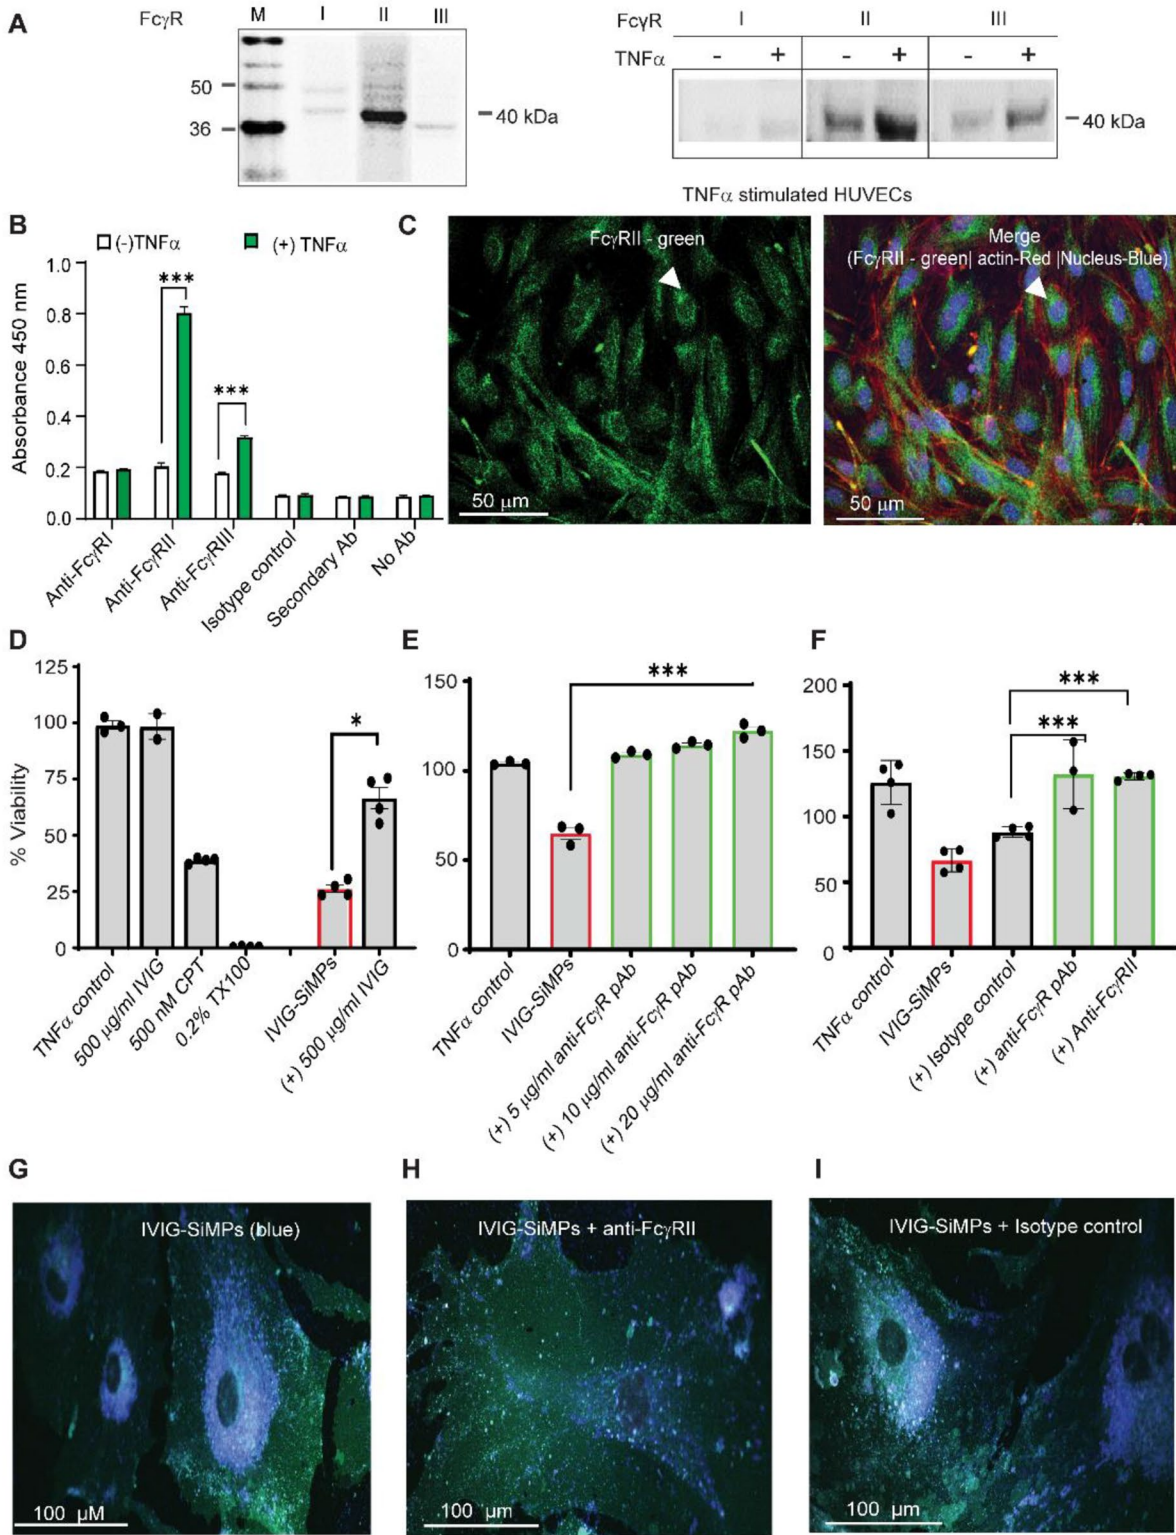 A
FcγR M I II III
50
36
40 kDa
FcγR I II III
TNFα - + - + - +
40 kDa
TNFα stimulated HUVECs
B
(-)TNFα (+) TNFα
Absorbance 450 nm
1.0
0.8
0.6
0.4
0.2
0.0
***
***
Anti-FcγRI
Anti-FcγRII
Anti-FcγRIII
Isotype control
Secondary Ab
No Ab
C
FcγRII - green
50 μm
Merge
(FcγRII - green| actin-Red |Nucleus-Blue)
50 μm
D
% Viability
125
100
75
50
25
0
*
TNFα control
500 μg/ml IVIG
500 nM CPT
0.2% TX100
IVIG-SiMPs
(+) 500 μg/ml IVIG
E
150
100
50
0
***
TNFα control
IVIG-SiMPs
(+) 5 μg/ml anti-FcγR pAb
(+) 10 μg/ml anti-FcγR pAb
(+) 20 μg/ml anti-FcγR pAb
F
200
150
100
50
0
***
***
TNFα control
IVIG-SiMPs
(+) Isotype control
(+) anti-FcγR pAb
(+) Anti-FcγRII
G
IVIG-SiMPs (blue)
100 μM
H
IVIG-SiMPs + anti-FcγRII
100 μm
I
IVIG-SiMPs + Isotype control
100 μm